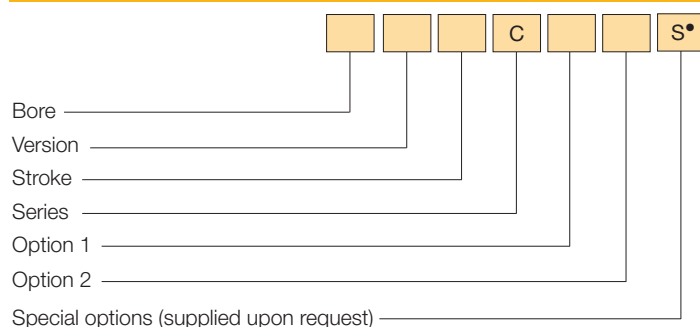 C S•
Bore
Version
Stroke
Series
Option 1
Option 2
Special options (supplied upon request)